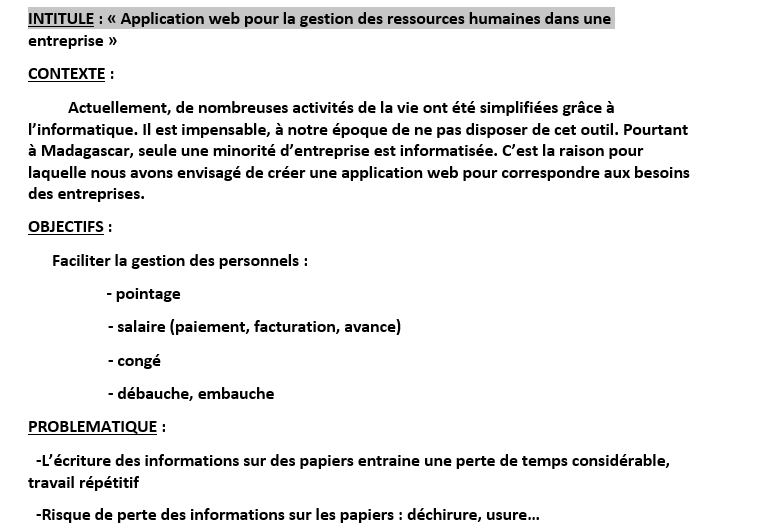 INTITULE : « Application web pour la gestion des ressources humaines dans une
entreprise »
CONTEXTE :
Actuellement, de nombreuses activités de la vie ont été simplifiées grâce à
l’informatique. Il est impensable, à notre époque de ne pas disposer de cet outil. Pourtant
à Madagascar, seule une minorité d’entreprise est informatisée. C’est la raison pour
laquelle nous avons envisagé de créer une application web pour correspondre aux besoins
des entreprises.
OBJECTIFS :
Faciliter la gestion des personnels :
- pointage
- salaire (paiement, facturation, avance)
- congé
- débauche, embauche
PROBLEMATIQUE :
-L’écriture des informations sur des papiers entraine une perte de temps considérable,
travail répétitif
-Risque de perte des informations sur les papiers : déchirure, usure…